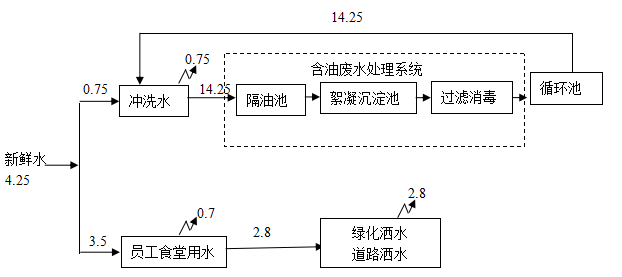 14.25
0.75
含油废水处理系统
0.75
冲洗水
14.25
隔油池
絮凝沉淀池
过滤消毒
循环池
新鲜水
4.25
3.5
员工食堂用水
0.7
2.8
2.8
绿化洒水
道路洒水